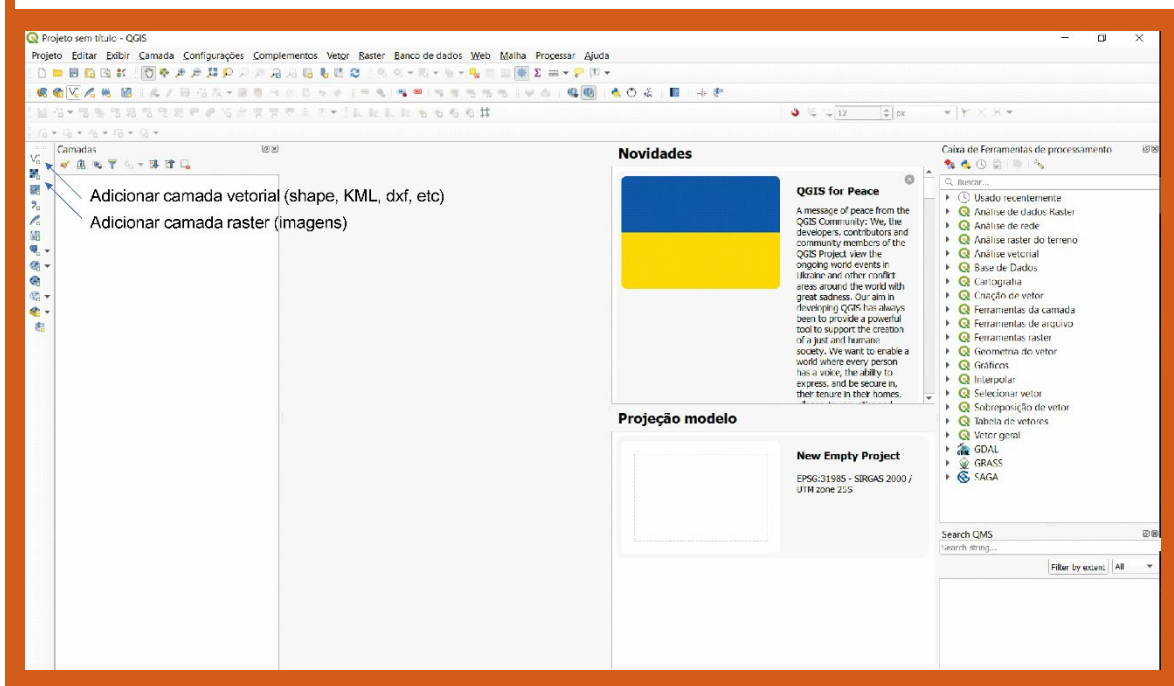 Projeto sem título - QGIS
Projeto Editar Exibir Camada Configurações Complementos Vetor Raster Banco de dados Web Malha Processar Ajuda
12 px
Camadas
Adicionar camada vetorial (shape, KML, dxf, etc)
Adicionar camada raster (imagens)
Novidades
QGIS for Peace
A message of peace from the
QGIS Community: We, the
developers, contributors and
community members of the
QGIS Project view the
ongoing world events in
Ukraine and other conflict
areas around the world with
great sadness. Our aim in
developing QGIS has always
been to provide a powerful
tool to support the creation
of a just and humane
society. We want to enable a
world where every person
has a voice, the ability to
express, and be secure in,
their tenure in their homes,
Projeção modelo
New Empty Project
EPSG:31985 - SIRGAS 2000 /
UTM zone 25S
Caixa de Ferramentas de processamento
Buscar...
Usado recentemente
Análise de dados Raster
Análise de rede
Análise raster do terreno
Análise vetorial
Base de Dados
Cartografia
Criação de vetor
Ferramentas da camada
Ferramentas de arquivo
Ferramentas raster
Geometria do vetor
Gráficos
Interpolar
Selecionar vetor
Sobreposição de vetor
Tabela de vetores
Vetor geral
GDAL
GRASS
SAGA
Search QMS
Search string...
Filter by extent All